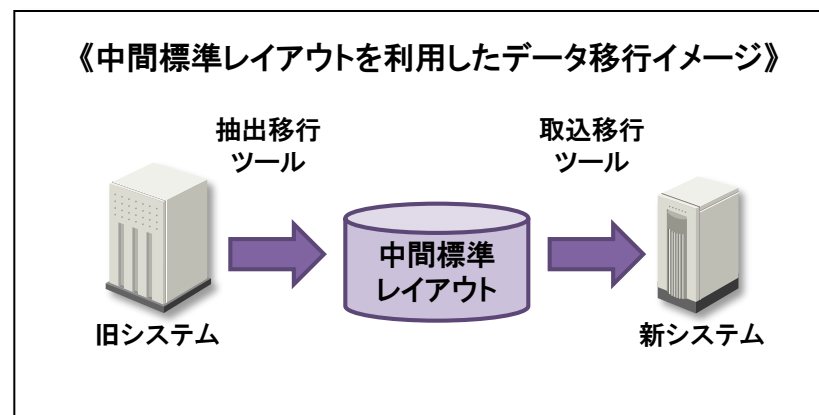 《中間標準レイアウトを利用したデータ移行イメージ》
抽出移行
ツール
取込移行
ツール
中間標準
レイアウト
旧システム
新システム